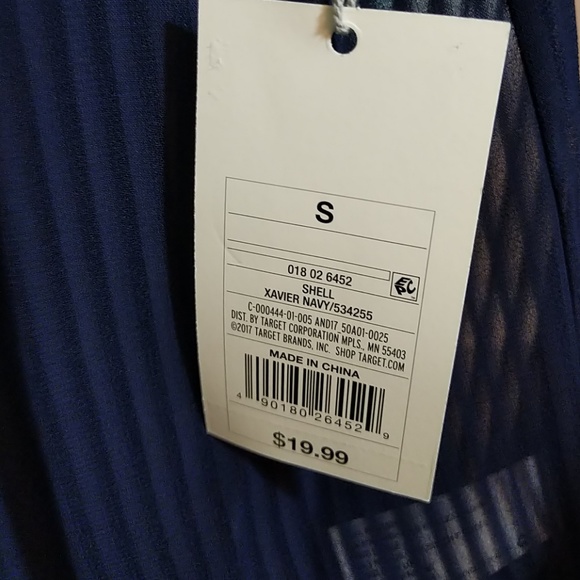 S
018 02 6452
SHELL
XAVIER NAVY/534255
C-000444-01-005 AND17_50A01-0025
DIST. BY TARGET CORPORATION MPLS., MN 55403
©2017 TARGET BRANDS, INC. SHOP TARGET.COM
MADE IN CHINA
4 90180 26452 9
$19.99